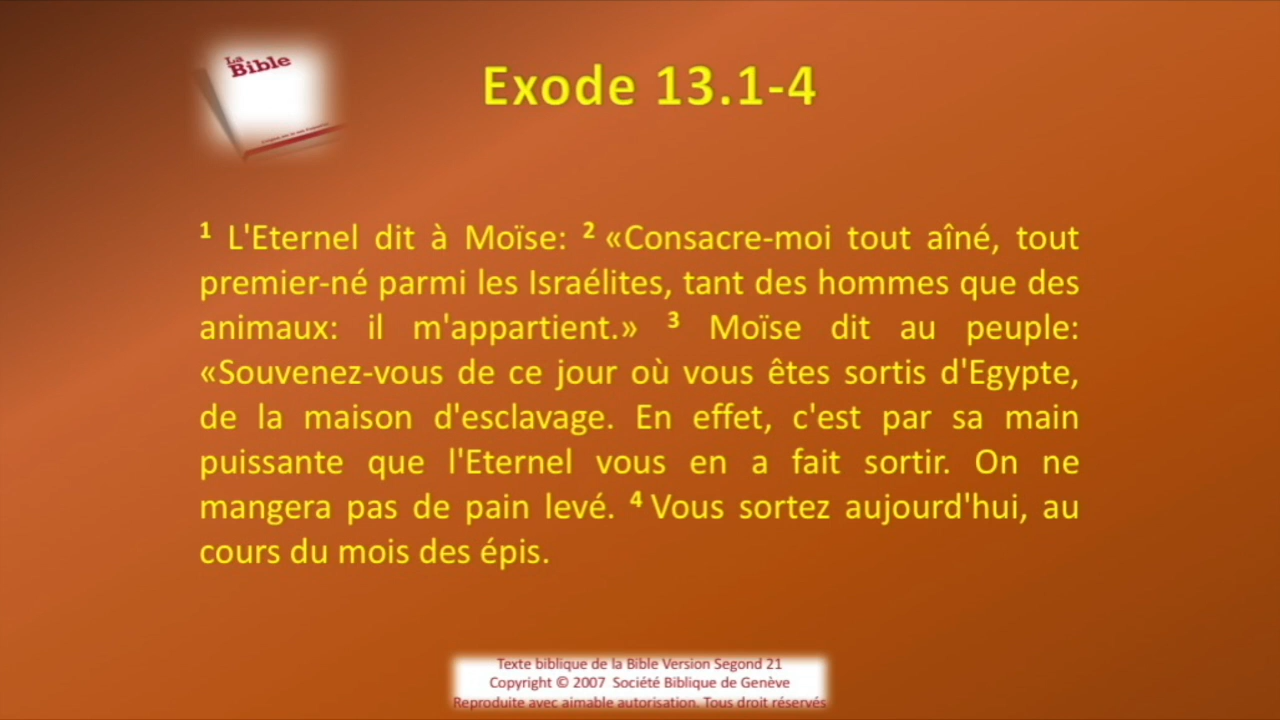 La
Bible
Exode 13.1-4
1 L'Eternel dit à Moïse: 2 «Consacre-moi tout aîné, tout
premier-né parmi les Israélites, tant des hommes que des
animaux: il m'appartient.» 3 Moïse dit au peuple:
«Souvenez-vous de ce jour où vous êtes sortis d'Egypte,
de la maison d'esclavage. En effet, c'est par sa main
puissante que l'Eternel vous en a fait sortir. On ne
mangera pas de pain levé. 4 Vous sortez aujourd'hui, au
cours du mois des épis.
Texte biblique de la Bible Version Segond 21
Copyright © 2007 Société Biblique de Genève
Reproduite avec aimable autorisation. Tous droit réservés